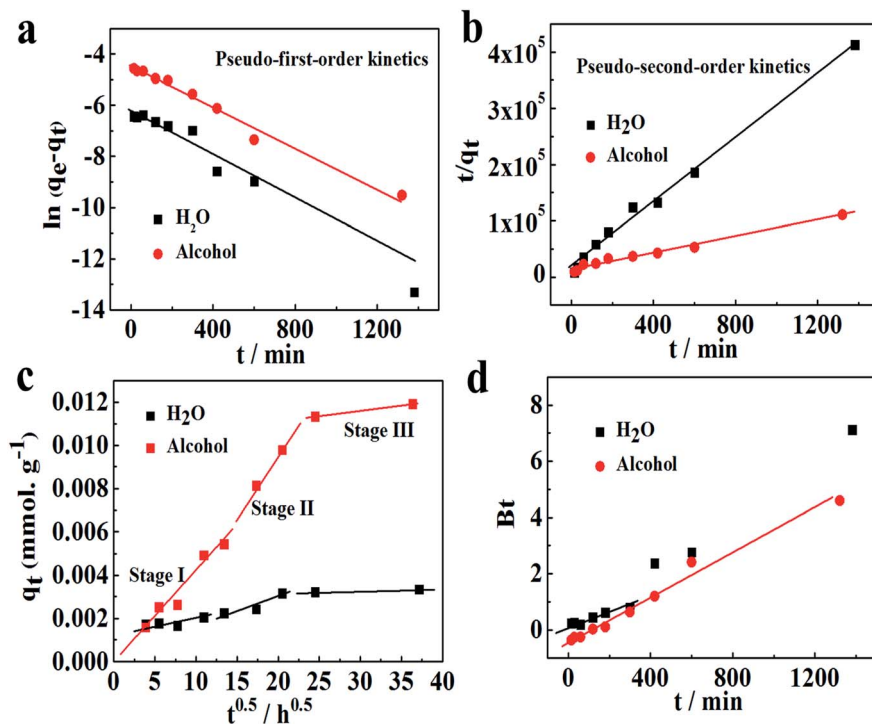 a
Pseudo-first-order kinetics
ln (qe-qt)
-4
-6
-8
-10
-12
-14
H2O
Alcohol
0 400 800 1200
t / min
b
Pseudo-second-order kinetics
t/qt
4x10^5
3x10^5
2x10^5
1x10^5
0
H2O
Alcohol
0 400 800 1200
t / min
c
qt (mmol. g^-1)
0.012
0.010
0.008
0.006
0.004
0.002
0.000
H2O
Alcohol
Stage III
Stage II
Stage I
0 5 10 15 20 25 30 35 40
t^0.5 / h^0.5
d
Bt
8
6
4
2
0
H2O
Alcohol
0 400 800 1200
t / min